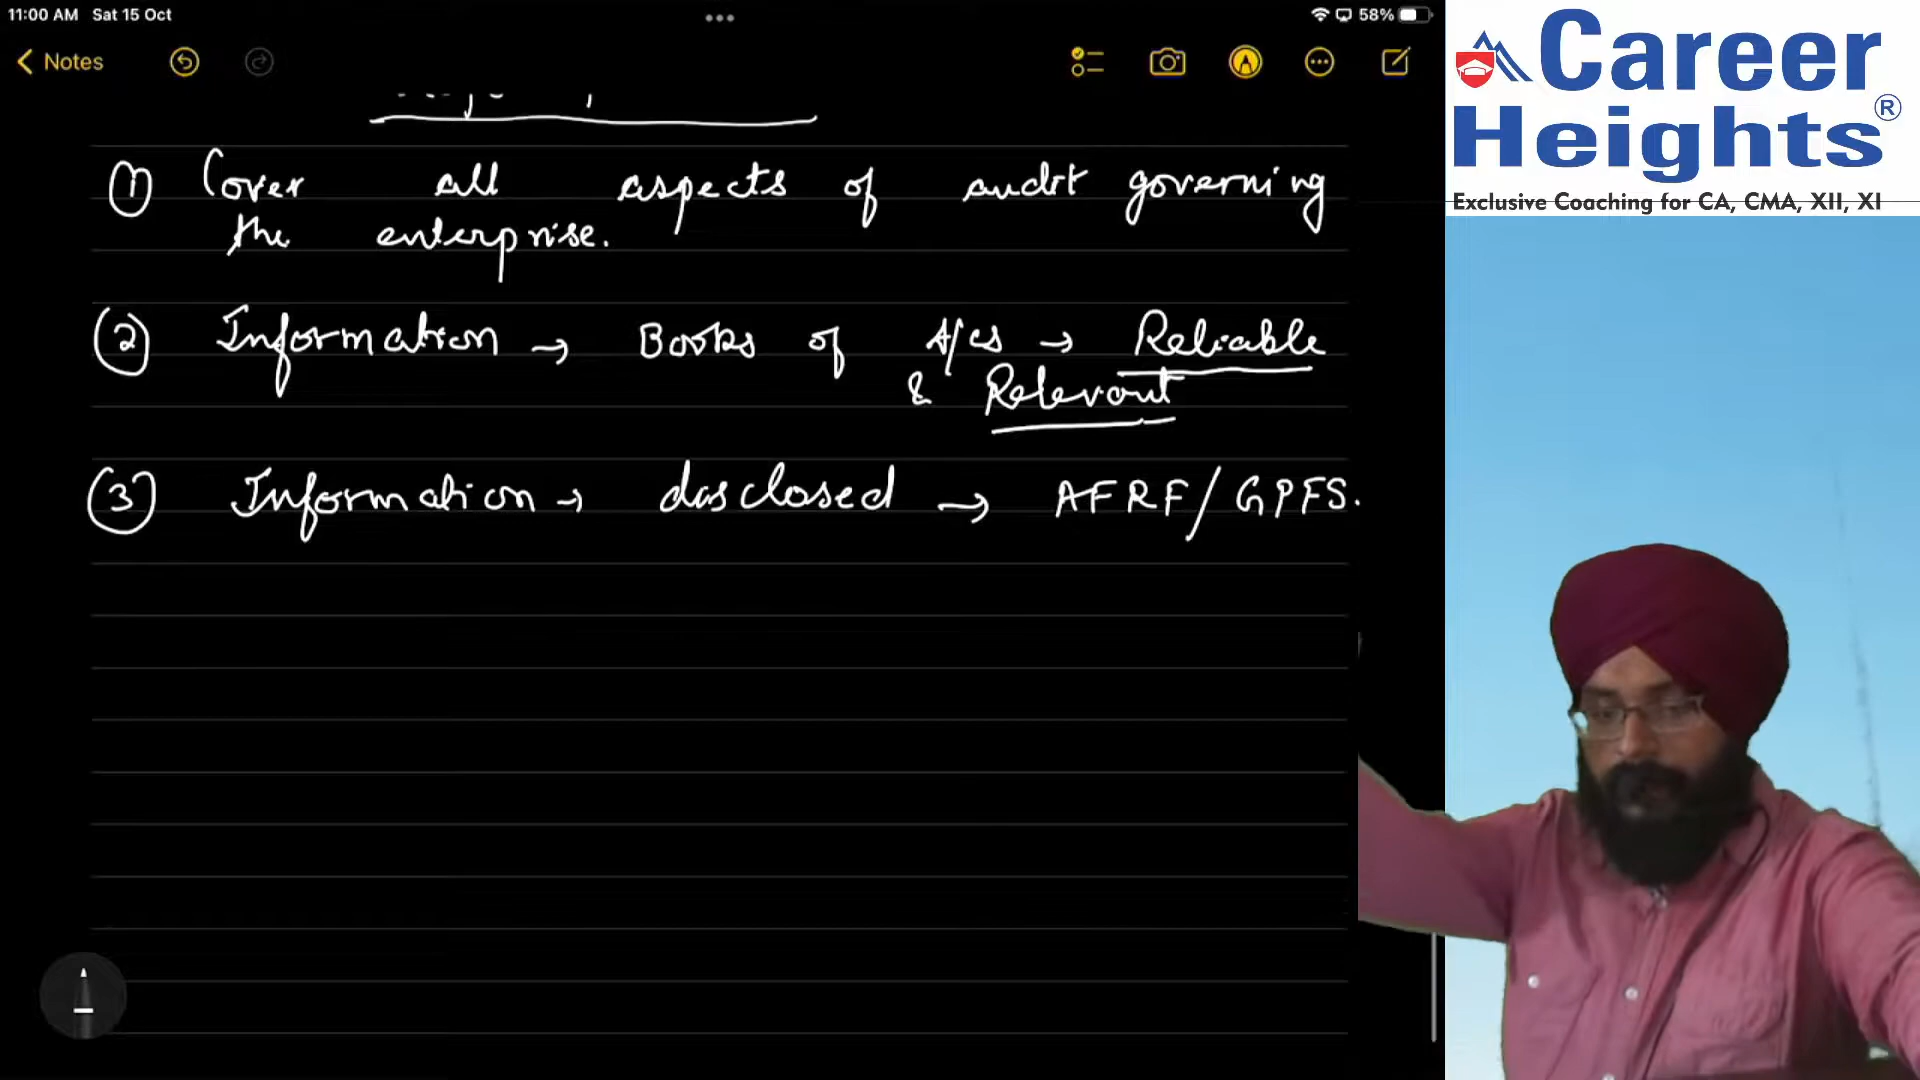 11:00 AM Sat 15 Oct
58%
Notes
① Cover all aspects of audit governing
the enterprise.
② Information → Books of A/cs → Reliable
& Relevant
③ Information → disclosed → AFRF/GPFS.
Career
Heights®
Exclusive Coaching for CA, CMA, XII, XI